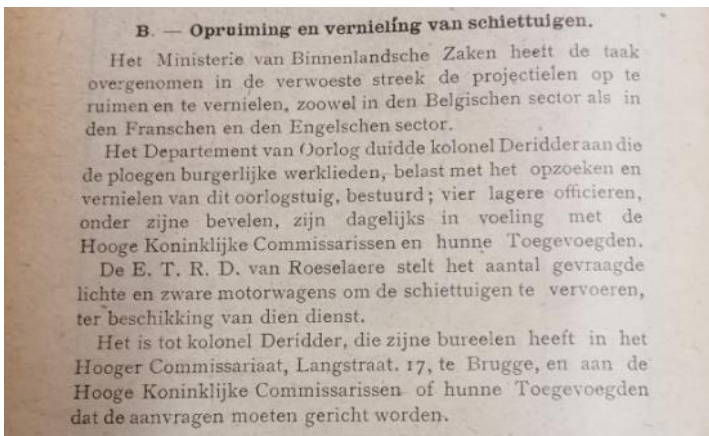 B. — Opruiming en vernieling van schiettuigen.
Het Ministerie van Binnenlandsche Zaken heeft de taak
overgenomen in de verwoeste streek de projectielen op te
ruimen en te vernielen, zoowel in den Belgischen sector als in
den Franschen en den Engelschen sector.
Het Departement van Oorlog duidde kolonel Deridder aan die
de ploegen burgerlijke werklieden, belast met het opzoeken en
vernielen van dit oorlogstuig, bestuurd; vier lagere officieren,
onder zijne bevelen, zijn dagelijks in voeling met de
Hooge Koninklijke Commissarissen en hunne Toegevoegden.
De E. T. R. D. van Roeselaere stelt het aantal gevraagde
lichte en zware motorwagens om de schiettuigen te vervoeren,
ter beschikking van dien dienst.
Het is tot kolonel Deridder, die zijne bureelen heeft in het
Hooger Commissariaat, Langstraat. 17, te Brugge, en aan de
Hooge Koninklijke Commissarissen of hunne Toegevoegden
dat de aanvragen moeten gericht worden.